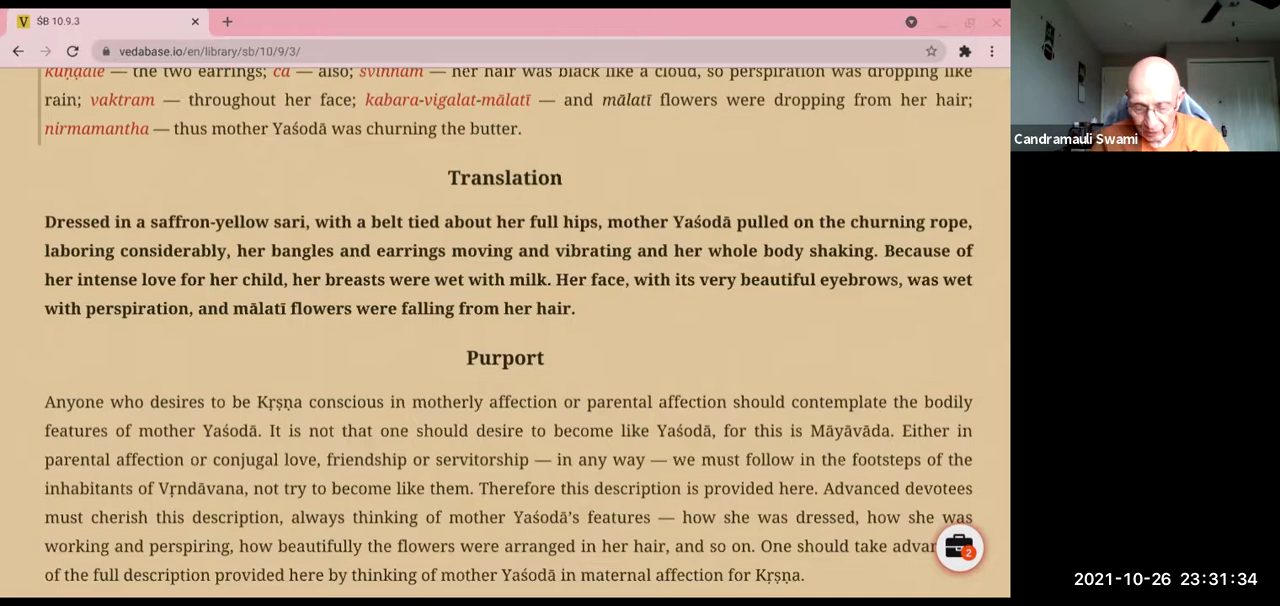 V ŚB 10.9.3
vedabase.io/en/library/sb/10/9/3/
kuṇḍale — the two earrings; ca — also; svinnam — her hair was black like a cloud, so perspiration was dropping like
rain; vaktram — throughout her face; kabara-vigalat-mālatī — and mālatī flowers were dropping from her hair;
nirmamantha — thus mother Yaśodā was churning the butter.
Translation
Dressed in a saffron-yellow sari, with a belt tied about her full hips, mother Yaśodā pulled on the churning rope,
laboring considerably, her bangles and earrings moving and vibrating and her whole body shaking. Because of
her intense love for her child, her breasts were wet with milk. Her face, with its very beautiful eyebrows, was wet
with perspiration, and mālatī flowers were falling from her hair.
Purport
Anyone who desires to be Kṛṣṇa conscious in motherly affection or parental affection should contemplate the bodily
features of mother Yaśodā. It is not that one should desire to become like Yaśodā, for this is Māyāvāda. Either in
parental affection or conjugal love, friendship or servitorship — in any way — we must follow in the footsteps of the
inhabitants of Vṛndāvana, not try to become like them. Therefore this description is provided here. Advanced devotees
must cherish this description, always thinking of mother Yaśodā's features — how she was dressed, how she was
working and perspiring, how beautifully the flowers were arranged in her hair, and so on. One should take advan
of the full description provided here by thinking of mother Yaśodā in maternal affection for Kṛṣṇa.
2
Candramauli Swami
2021-10-26 23:31:34